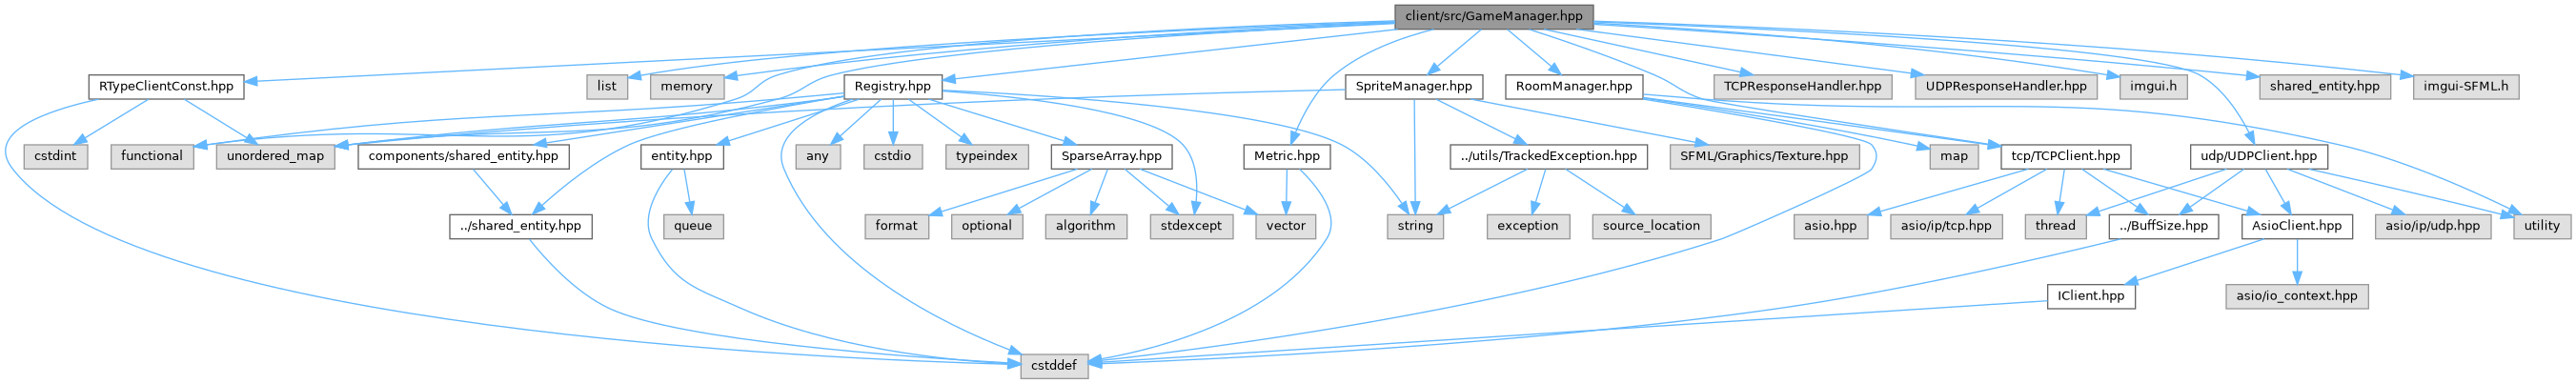 client/src/GameManager.hpp
RTypeClientConst.hpp
list
memory
Registry.hpp
SpriteManager.hpp
RoomManager.hpp
TCPResponseHandler.hpp
UDPResponseHandler.hpp
imgui.h
shared_entity.hpp
imgui-SFML.h
cstdint
functional
unordered_map
components/shared_entity.hpp
entity.hpp
any
cstdio
typeindex
SparseArray.hpp
Metric.hpp
../utils/TrackedException.hpp
SFML/Graphics/Texture.hpp
map
tcp/TCPClient.hpp
udp/UDPClient.hpp
../shared_entity.hpp
queue
format
optional
algorithm
stdexcept
vector
string
exception
source_location
asio.hpp
asio/ip/tcp.hpp
thread
../BuffSize.hpp
AsioClient.hpp
asio/ip/udp.hpp
utility
IClient.hpp
asio/io_context.hpp
cstddef